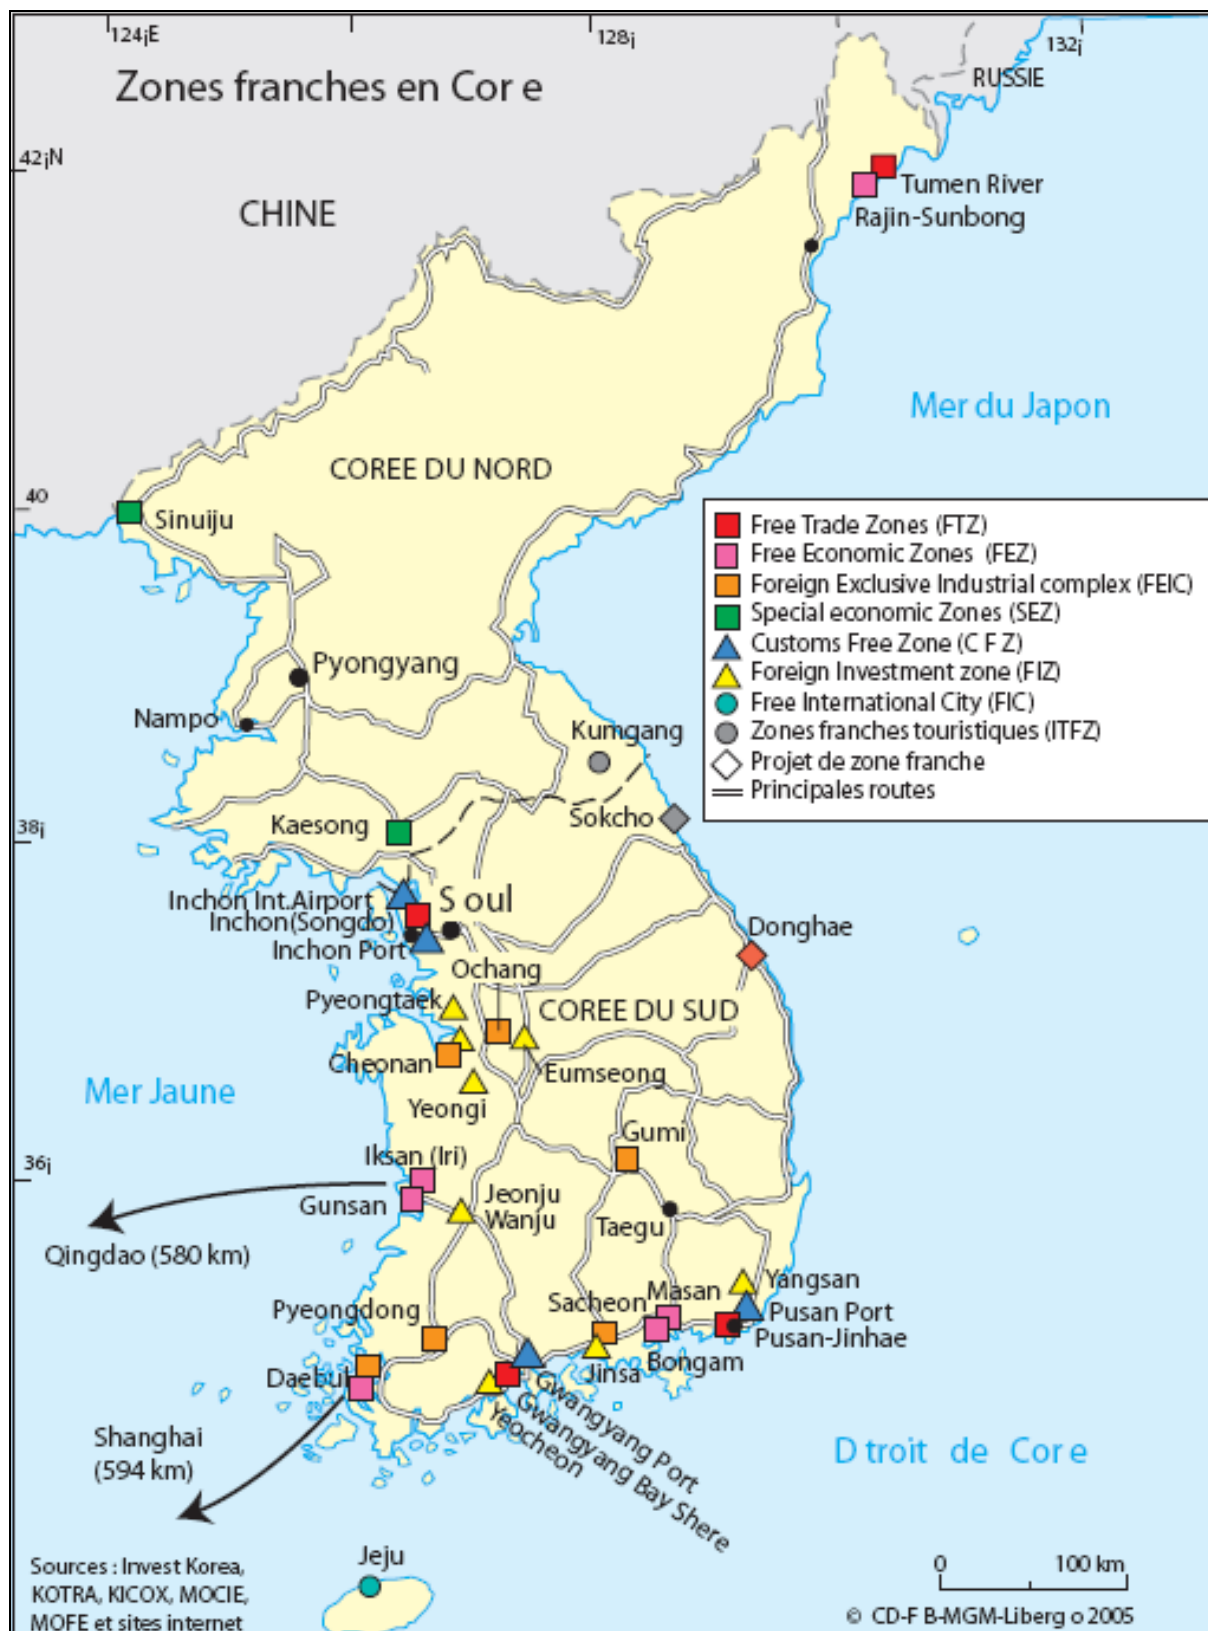 124¡E
128¡
132¡
Zones franches en Cor e
RUSSIE
42¡N
Tumen River
CHINE
Rajin-Sunbong
Mer du Japon
COREE DU NORD
40
Sinuiju
Free Trade Zones (FTZ)
Free Economic Zones (FEZ)
Foreign Exclusive Industrial complex (FEIC)
Special economic Zones (SEZ)
Customs Free Zone (C F Z)
Foreign Investment zone (FIZ)
Free International City (FIC)
Zones franches touristiques (ITFZ)
Projet de zone franche
Principales routes
Pyongyang
Nampo
Kumgang
Sokcho
Kaesong
38¡
Inchon Int.Airport
S oul
Inchon(Songdo)
Inchon Port
Donghae
Ochang
Pyeongtaek
COREE DU SUD
Cheonan
Eumseong
Mer Jaune
Yeongi
Gumi
Iksan (Iri)
36¡
Gunsan
Jeonju
Wanju
Taegu
Qingdao (580 km)
Yangsan
Masan
Sacheon
Pusan Port
Pyeongdong
Pusan-Jinhae
Bongam
Jinsa
Daebul
Gwangyang Port
Gwangyang Bay Shere
Yeocheon
Shanghai
(594 km)
D troit de Cor e
Jeju
Sources : Invest Korea,
KOTRA, KICOX, MOCIE,
MOFE et sites internet
0 100 km
© CD-F B-MGM-Liberg o 2005